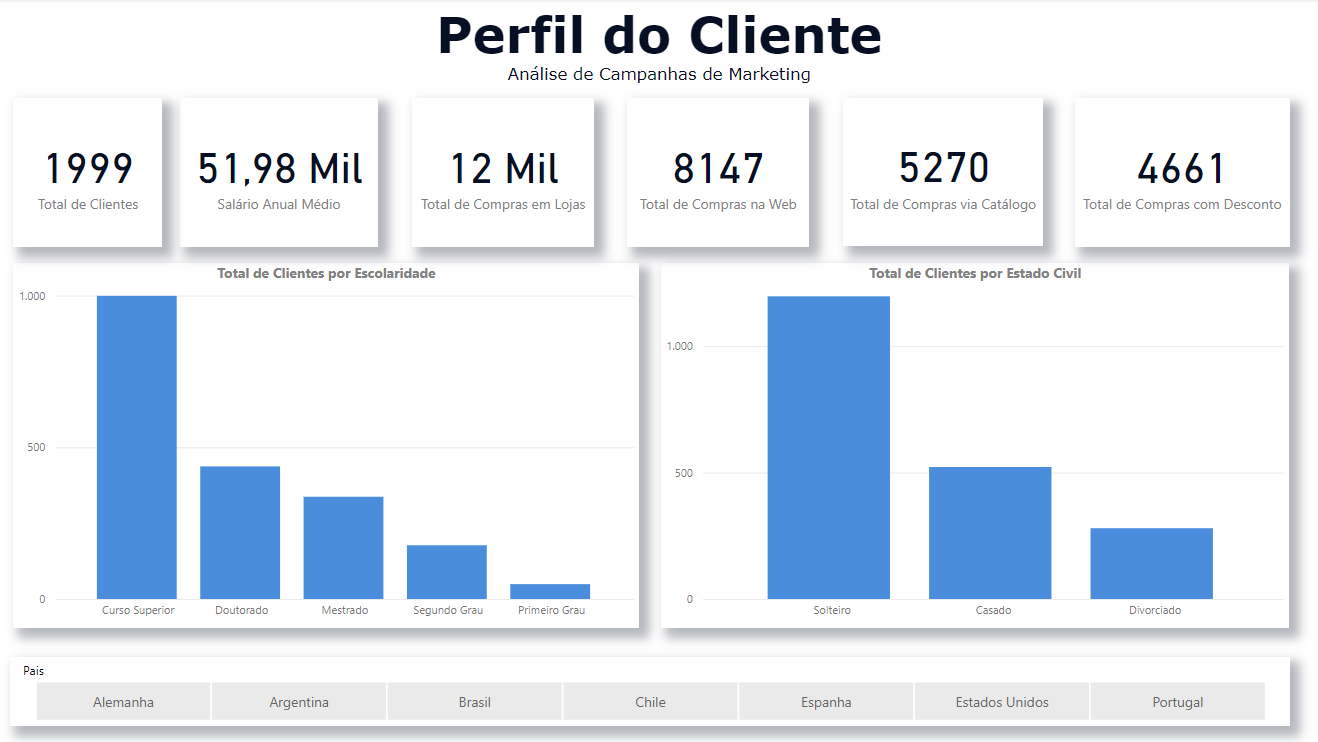 Perfil do Cliente
Análise de Campanhas de Marketing
1999
Total de Clientes
51,98 Mil
Salário Anual Médio
12 Mil
Total de Compras em Lojas
8147
Total de Compras na Web
5270
Total de Compras via Catálogo
4661
Total de Compras com Desconto
Total de Clientes por Escolaridade
1.000
500
0
Curso Superior
Doutorado
Mestrado
Segundo Grau
Primeiro Grau
Total de Clientes por Estado Civil
1.000
500
0
Solteiro
Casado
Divorciado
Pais
Alemanha
Argentina
Brasil
Chile
Espanha
Estados Unidos
Portugal